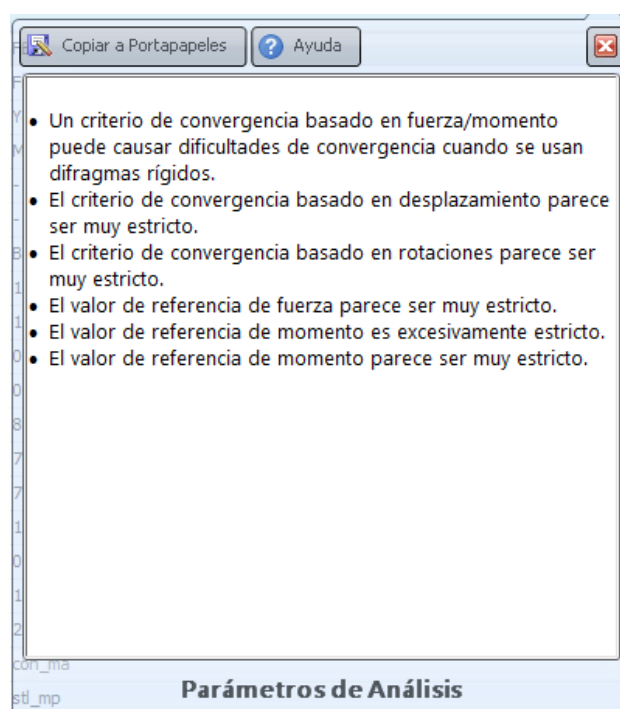 Copiar a Portapapeles
Ayuda
Un criterio de convergencia basado en fuerza/momento
puede causar dificultades de convergencia cuando se usan
difragmas rígidos.
El criterio de convergencia basado en desplazamiento parece
ser muy estricto.
El criterio de convergencia basado en rotaciones parece ser
muy estricto.
El valor de referencia de fuerza parece ser muy estricto.
El valor de referencia de momento es excesivamente estricto.
El valor de referencia de momento parece ser muy estricto.
con_ma
stl_mp
Parámetros de Análisis